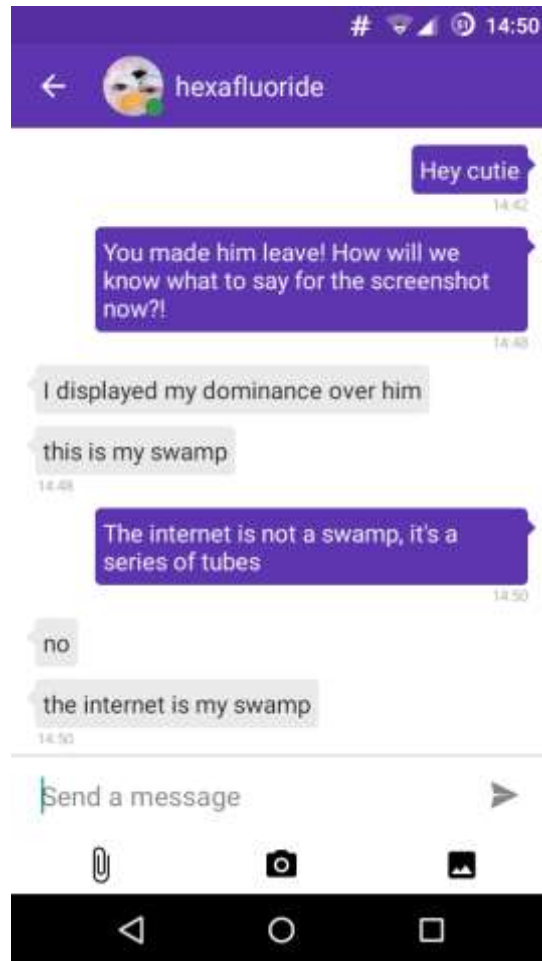 # 51 14:50
hexafluoride
Hey cutie
14:42
You made him leave! How will we
know what to say for the screenshot
now?!
14:48
I displayed my dominance over him
this is my swamp
14:48
The internet is not a swamp, it's a
series of tubes
14:50
no
the internet is my swamp
14:50
Send a message